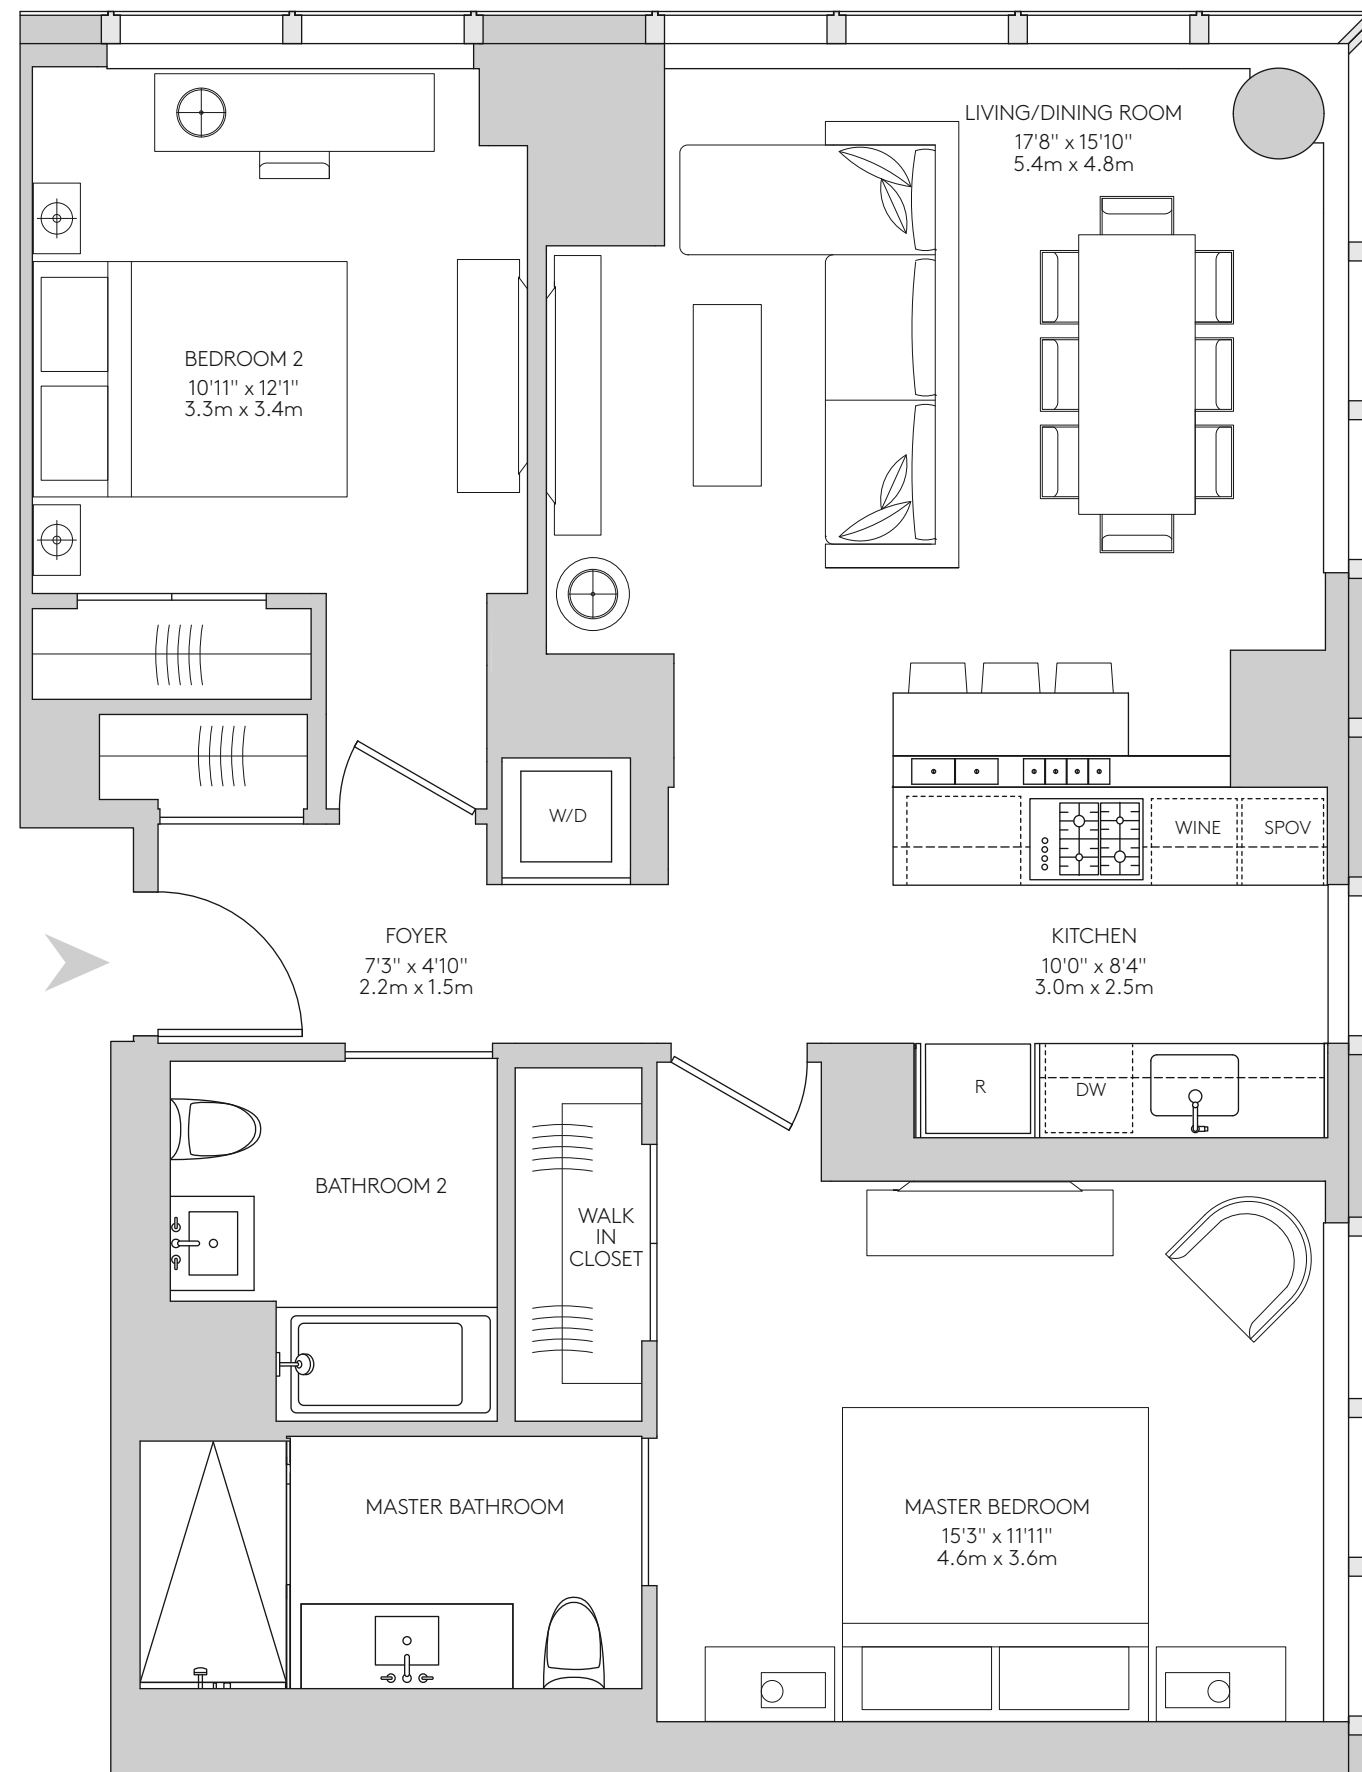 LIVING/DINING ROOM
17'8" x 15'10"
5.4m x 4.8m
BEDROOM 2
10'11" x 12'1"
3.3m x 3.4m
W/D
WINE
SPOV
FOYER
7'3" x 4'10"
2.2m x 1.5m
KITCHEN
10'0" x 8'4"
3.0m x 2.5m
R
DW
BATHROOM 2
WALK
IN
CLOSET
MASTER BATHROOM
MASTER BEDROOM
15'3" x 11'11"
4.6m x 3.6m